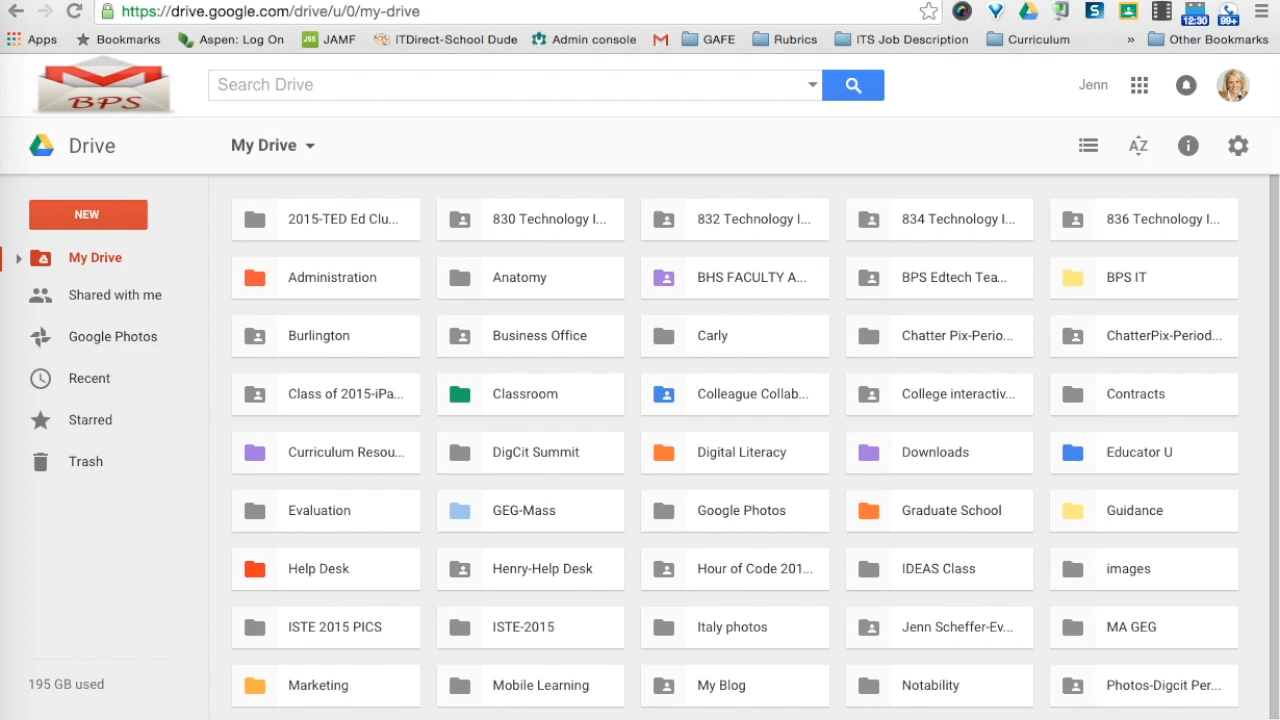 https://drive.google.com/drive/u/0/my-drive
12:30
99+
Apps Bookmarks Aspen: Log On JSS JAMF ITDirect-School Dude Admin console GAFE Rubrics ITS Job Description Curriculum » Other Bookmarks
BPS
Search Drive
Jenn
Drive
My Drive
AZ
NEW
My Drive
Shared with me
Google Photos
Recent
Starred
Trash
195 GB used
2015-TED Ed Clu... 830 Technology I... 832 Technology I... 834 Technology I... 836 Technology I...
Administration Anatomy BHS FACULTY A... BPS Edtech Tea... BPS IT
Burlington Business Office Carly Chatter Pix-Perio... ChatterPix-Period...
Class of 2015-iPa... Classroom Colleague Collab... College interactiv... Contracts
Curriculum Resou... DigCit Summit Digital Literacy Downloads Educator U
Evaluation GEG-Mass Google Photos Graduate School Guidance
Help Desk Henry-Help Desk Hour of Code 201... IDEAS Class images
ISTE 2015 PICS ISTE-2015 Italy photos Jenn Scheffer-Ev... MA GEG
Marketing Mobile Learning My Blog Notability Photos-Digcit Per...